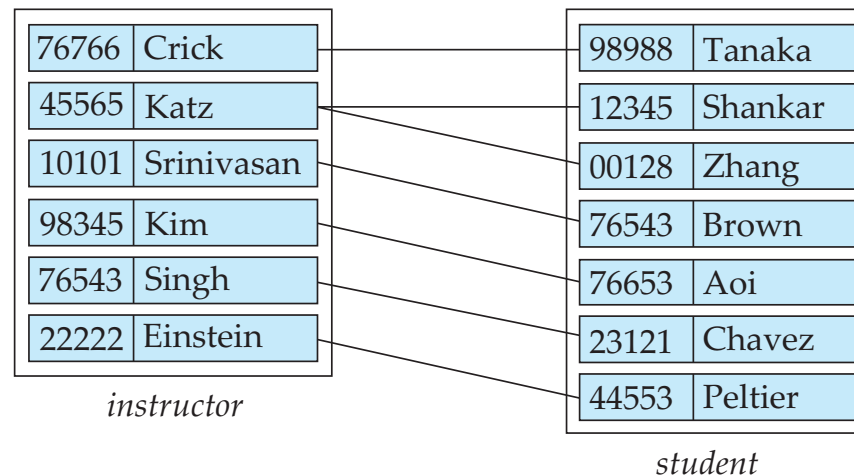 76766 Crick
45565 Katz
10101 Srinivasan
98345 Kim
76543 Singh
22222 Einstein
instructor
98988 Tanaka
12345 Shankar
00128 Zhang
76543 Brown
76653 Aoi
23121 Chavez
44553 Peltier
student